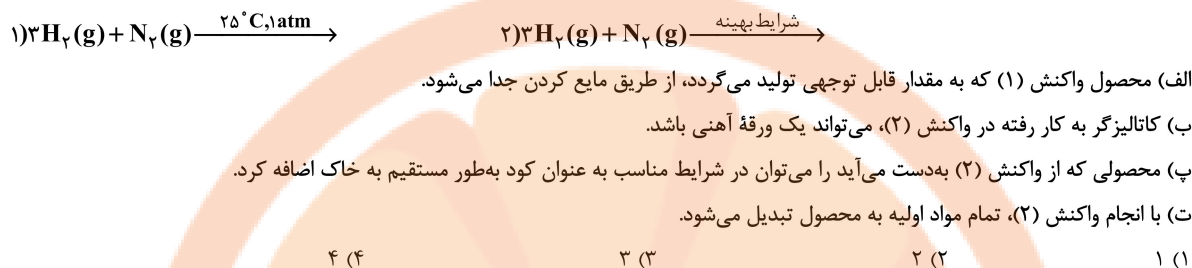 ۱)۳H₂(g)+N₂(g) ―۲۵°C,۱atm→ ۲)۳H₂(g)+N₂(g) ―شرایط بهینه→
الف) محصول واکنش (۱) که به مقدار قابل توجهی تولید می‌گردد، از طریق مایع کردن جدا می‌شود.
ب) کاتالیزگر به کار رفته در واکنش (۲)، می‌تواند یک ورقهٔ آهنی باشد.
پ) محصولی که از واکنش (۲) به‌دست می‌آید را می‌توان در شرایط مناسب به عنوان کود به‌طور مستقیم به خاک اضافه کرد.
ت) با انجام واکنش (۲)، تمام مواد اولیه به محصول تبدیل می‌شود.
۱) ۱ ۲) ۲ ۳) ۳ ۴) ۴